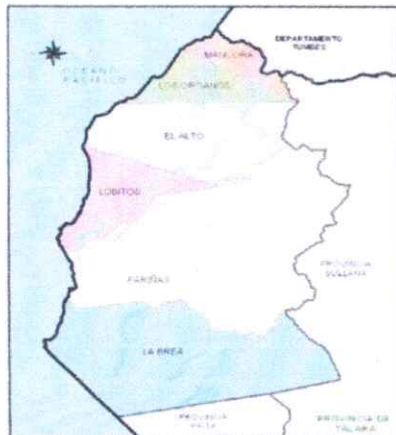 DEPARTAMENTO
TUMBES
MANCORA
OCEANO
PACIFICO
LOS ORGANOS
EL ALTO
LOBITOS
PROVINCIA
SULLANA
PARIÑAS
LA BREA
PROVINCIA
PAITA
PROVINCIA DE
TALARA